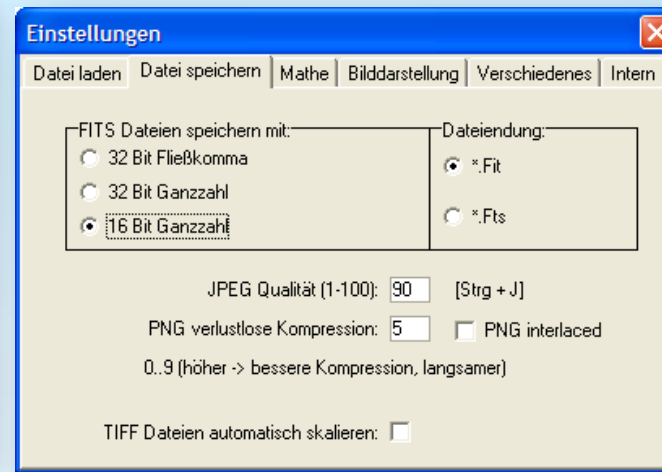 Einstellungen
Datei laden Datei speichern Mathe Bilddarstellung Verschiedenes Intern
FITS Dateien speichern mit: Dateiendung:
32 Bit Fließkomma *.Fit
32 Bit Ganzzahl
*.Fts
16 Bit Ganzzahl
JPEG Qualität (1-100): 90 [Strg + J]
PNG verlustlose Kompression: 5 PNG interlaced
0..9 (höher -> bessere Kompression, langsamer)
TIFF Dateien automatisch skalieren: